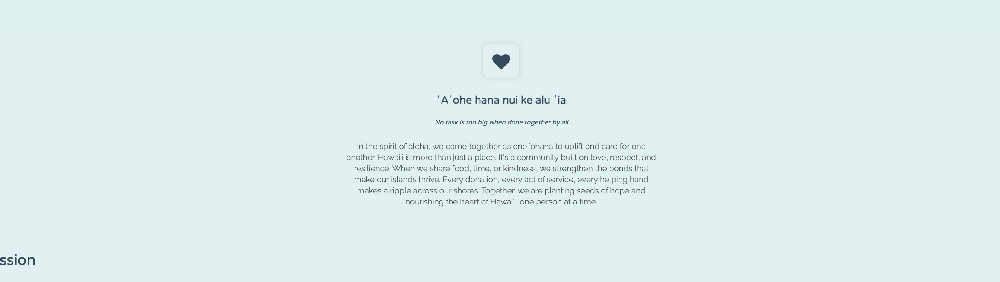 ʻAʻohe hana nui ke alu ʻia
No task is too big when done together by all
In the spirit of aloha, we come together as one 'ohana to uplift and care for one
another. Hawai'i is more than just a place. It's a community built on love, respect, and
resilience. When we share food, time, or kindness, we strengthen the bonds that
make our islands thrive. Every donation, every act of service, every helping hand
makes a ripple across our shores. Together, we are planting seeds of hope and
nourishing the heart of Hawai'i, one person at a time.
ssion